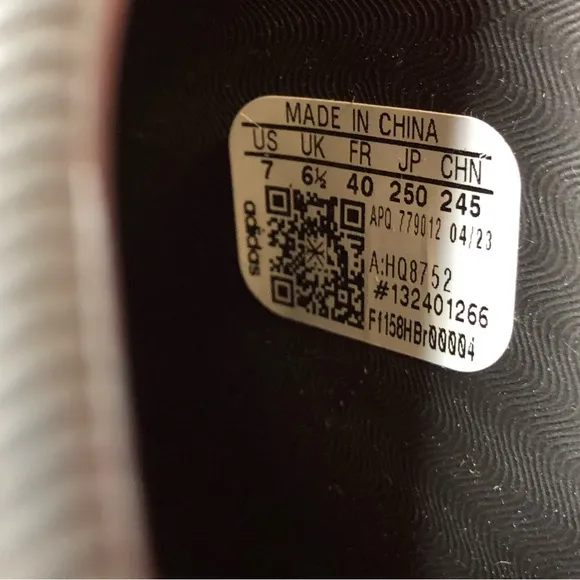 MADE IN CHINA
US UK FR JP CHN
7 6½ 40 250 245
adidas
APQ 779012 04/23
A:HQ8752
#132401266
Ff158HBr00004